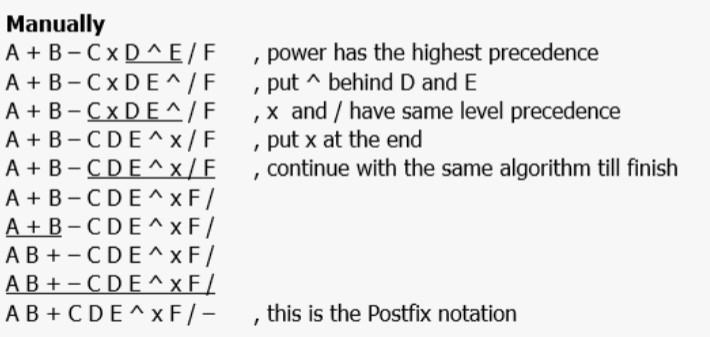 Manually
A + B – C x D ^ E / F , power has the highest precedence
A + B – C x D E ^ / F , put ^ behind D and E
A + B – C x D E ^ / F , x and / have same level precedence
A + B – C D E ^ x / F , put x at the end
A + B – C D E ^ x / F , continue with the same algorithm till finish
A + B – C D E ^ x F /
A + B – C D E ^ x F /
A B + – C D E ^ x F /
A B + – C D E ^ x F /
A B + C D E ^ x F / – , this is the Postfix notation